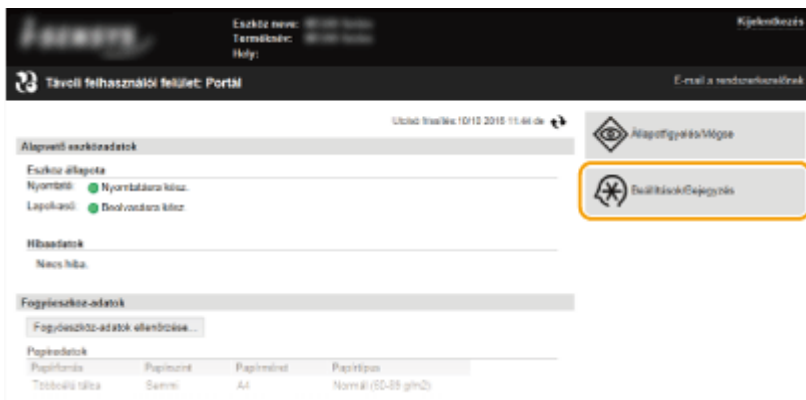 Eszköz neve:
Terméknév:
Hely:
Kijelentkezés
Távoli felhasználói felület: Portál
E-mail a rendszerkezelőnek
Utolsó frissítés: 10/10 2018 11:44 de.
Állapotfigyelés/Mégse
Alapvető eszközadatok
Eszköz állapota
Nyomtató: Nyomtatásra kész.
Beállítások/Bejegyzés
Lapolvasó: Beolvasásra kész.
Hibaadatok
Nincs hiba.
Fogyóeszköz-adatok
Fogyóeszköz-adatok ellenőrzése...
Papíradatok
Papírforrás Papírszint Papírméret Papírtípus
Többcélú tálca Semmi A4 Normál (60-89 g/m2)